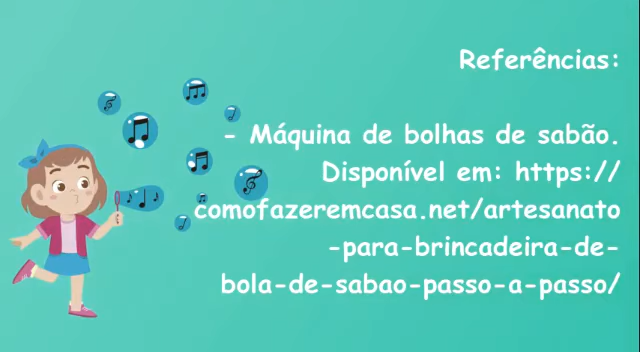 Referências:
- Máquina de bolhas de sabão.
Disponível em: https://
comofazeremcasa.net/artesanato
-para-brincadeira-de-
bola-de-sabao-passo-a-passo/